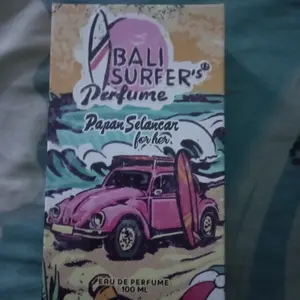 BALI
SURFER'S
Perfume
Papan Selancar
for her.
EAU DE PERFUME
100 ML